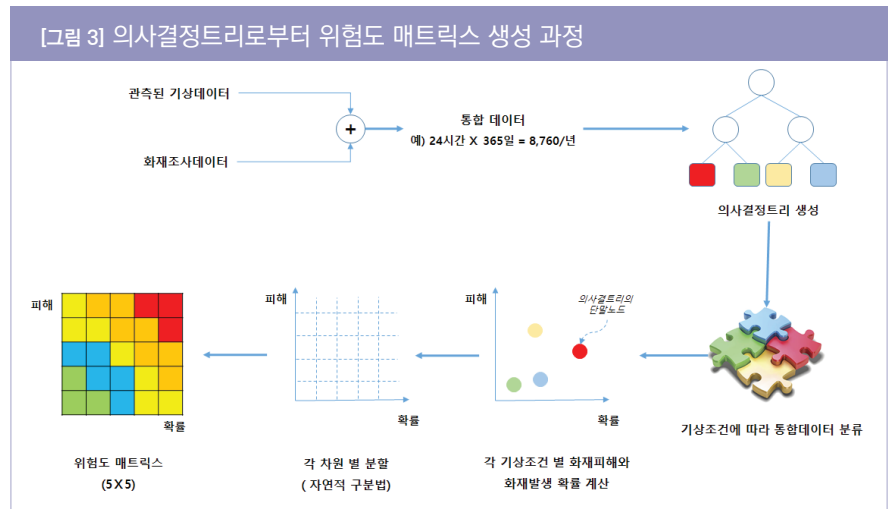 [그림 3] 의사결정트리로부터 위험도 매트릭스 생성 과정
관측된 기상데이터
+
화재조사데이터
통합 데이터
예) 24시간 X 365일 = 8,760/년
의사결정트리 생성
피해
확률
위험도 매트릭스
(5X5)
피해
확률
각 차원 별 분할
( 자연적 구분법)
피해
의사결트리의
단말노드
확률
각 기상조건 별 화재피해와
화재발생 확률 계산
기상조건에 따라 통합데이터 분류